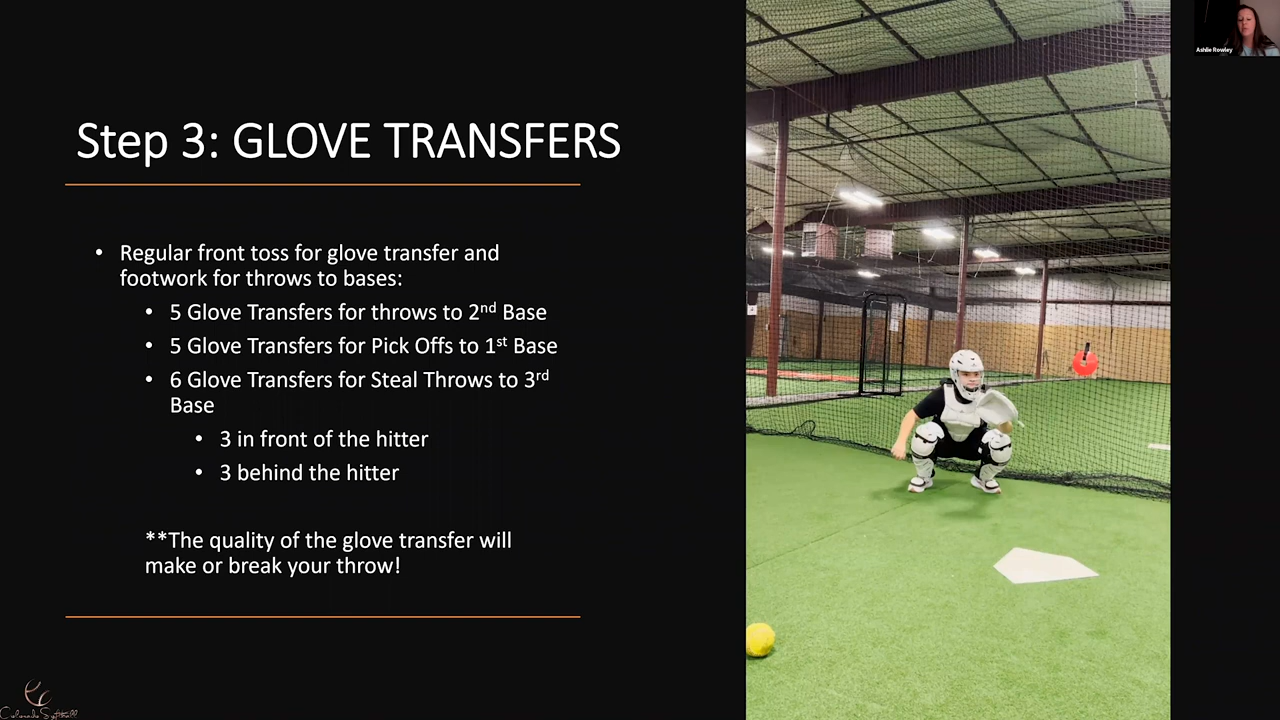 Step 3: GLOVE TRANSFERS
• Regular front toss for glove transfer and
footwork for throws to bases:
• 5 Glove Transfers for throws to 2nd Base
• 5 Glove Transfers for Pick Offs to 1st Base
• 6 Glove Transfers for Steal Throws to 3rd
Base
• 3 in front of the hitter
• 3 behind the hitter
**The quality of the glove transfer will
make or break your throw!
Colorado Softball
Ashlie Rowley